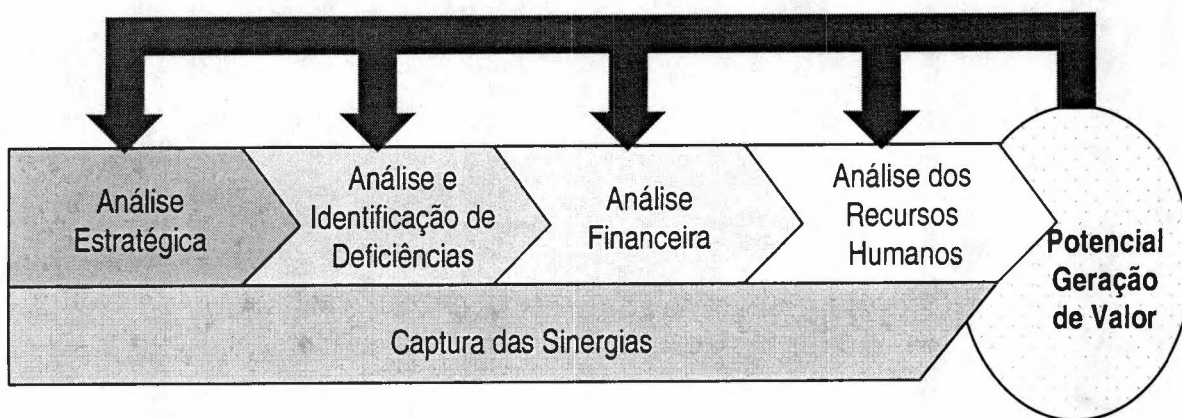 Análise
Estratégica
Análise e
Identificação de
Deficiências
Análise
Financeira
Análise dos
Recursos
Humanos
Potencial
Geração
de Valor
Captura das Sinergias